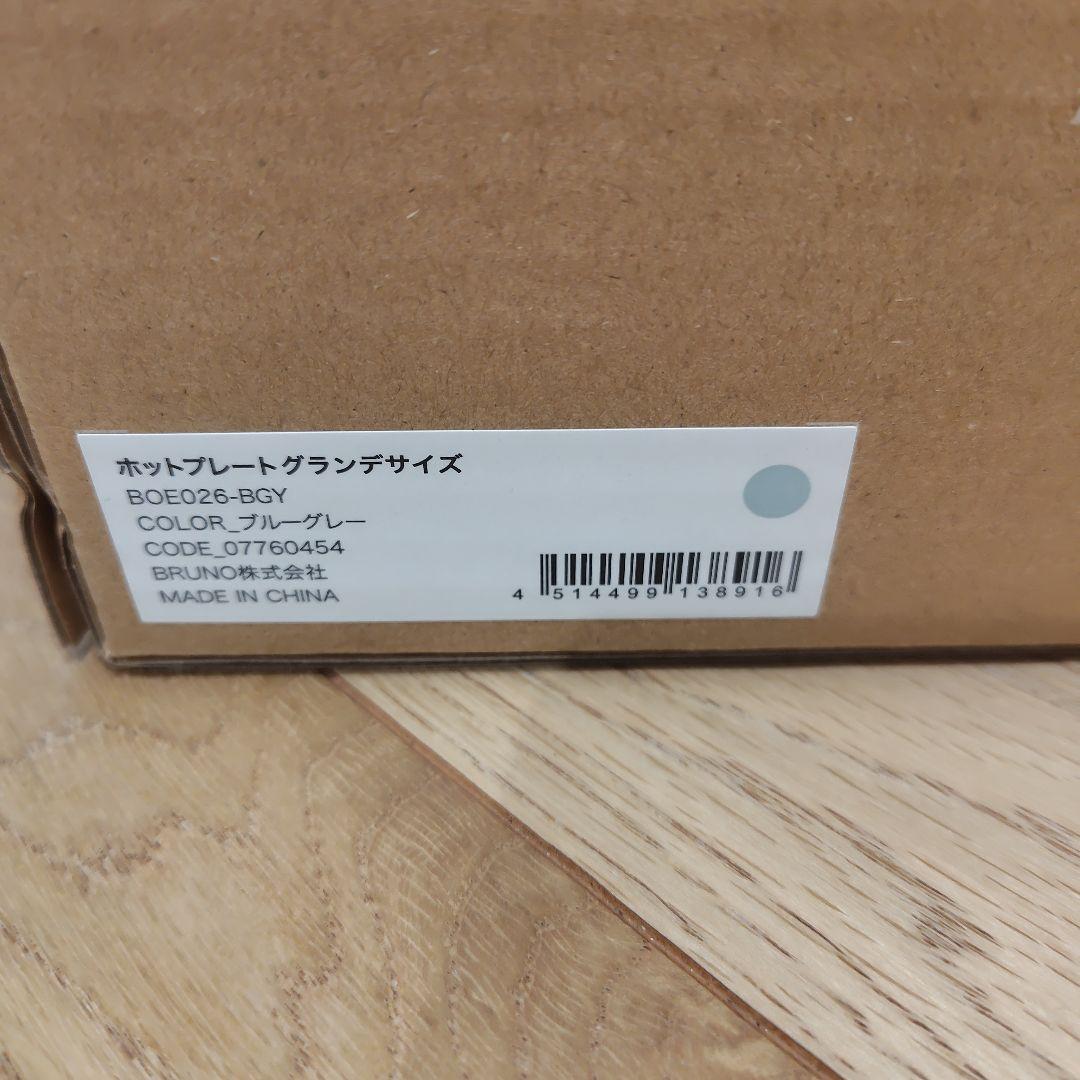 ホットプレートグランデサイズ
BOE026-BGY
COLOR_ブルーグレー
CODE_07760454
BRUNO株式会社
MADE IN CHINA
4 514499 138916